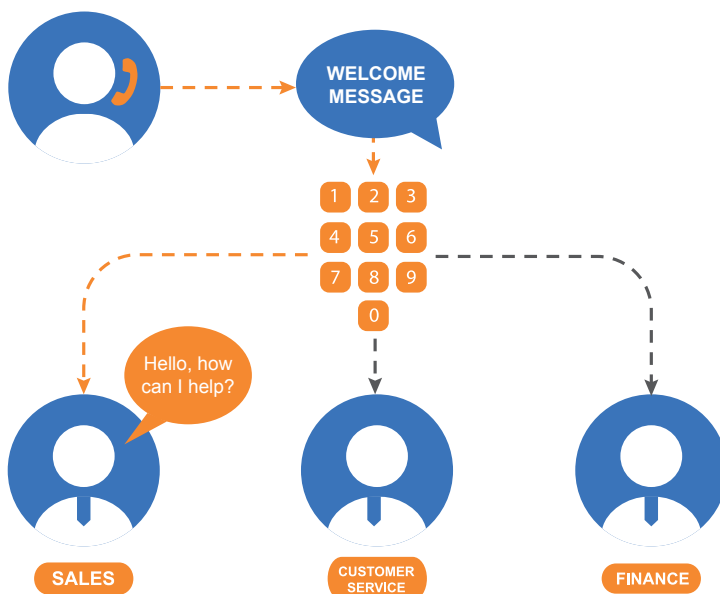 WELCOME
MESSAGE
1 2 3
4 5 6
7 8 9
0
Hello, how
can I help?
SALES
CUSTOMER
SERVICE
FINANCE